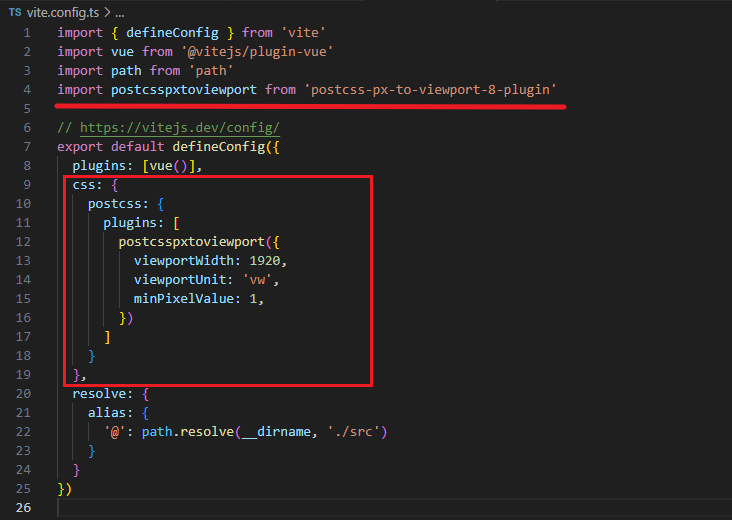 TS vite.config.ts > ...
1 import { defineConfig } from 'vite'
2 import vue from '@vitejs/plugin-vue'
3 import path from 'path'
4 import postcsspxtoviewport from 'postcss-px-to-viewport-8-plugin'
5
6 // https://vitejs.dev/config/
7 export default defineConfig({
8   plugins: [vue()],
9   css: {
10     postcss: {
11       plugins: [
12         postcsspxtoviewport({
13           viewportWidth: 1920,
14           viewportUnit: 'vw',
15           minPixelValue: 1,
16         })
17       ]
18     }
19   },
20   resolve: {
21     alias: {
22       '@': path.resolve(__dirname, './src')
23     }
24   }
25 })
26